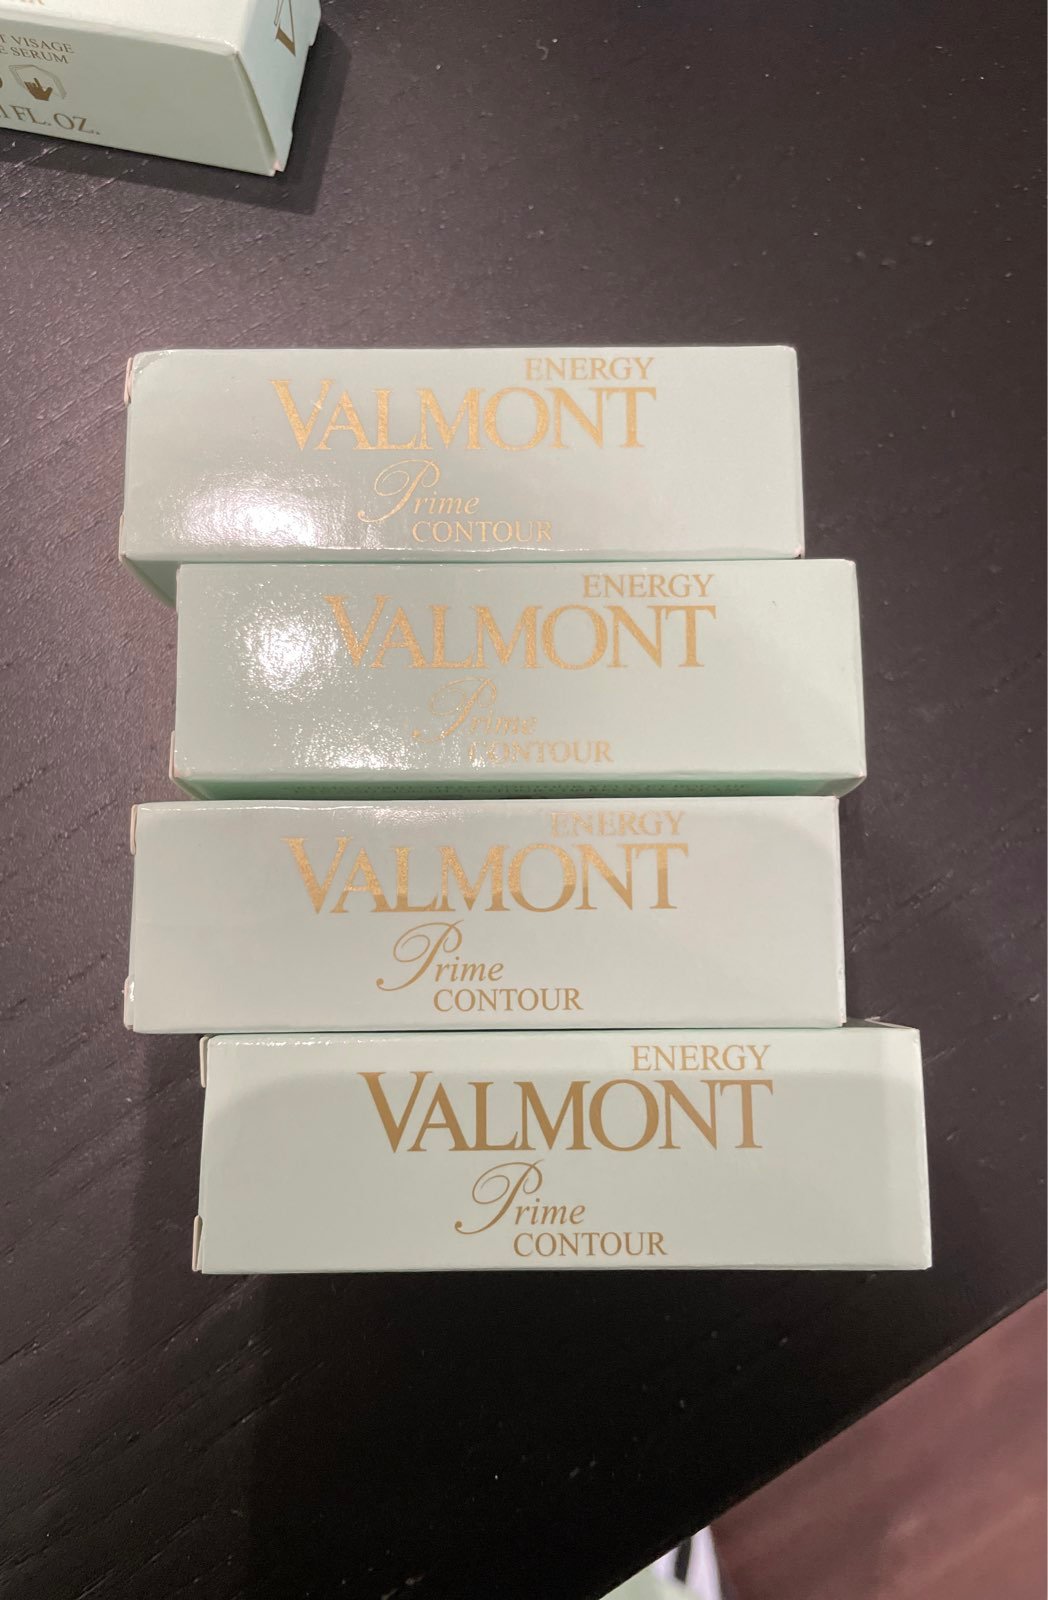 T VISAGE
E SERUM
1 FL. OZ.
ENERGY
VALMONT
Prime
CONTOUR
ENERGY
VALMONT
Prime
CONTOUR
ENERGY
VALMONT
Prime
CONTOUR
ENERGY
VALMONT
Prime
CONTOUR